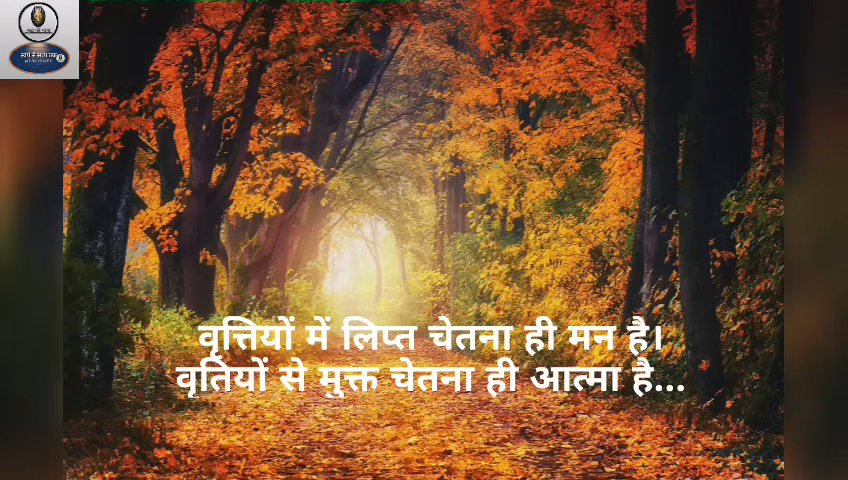 वृत्तियों में लिप्त चेतना ही मन है।
वृतियों से मुक्त चेतना ही आत्मा है...